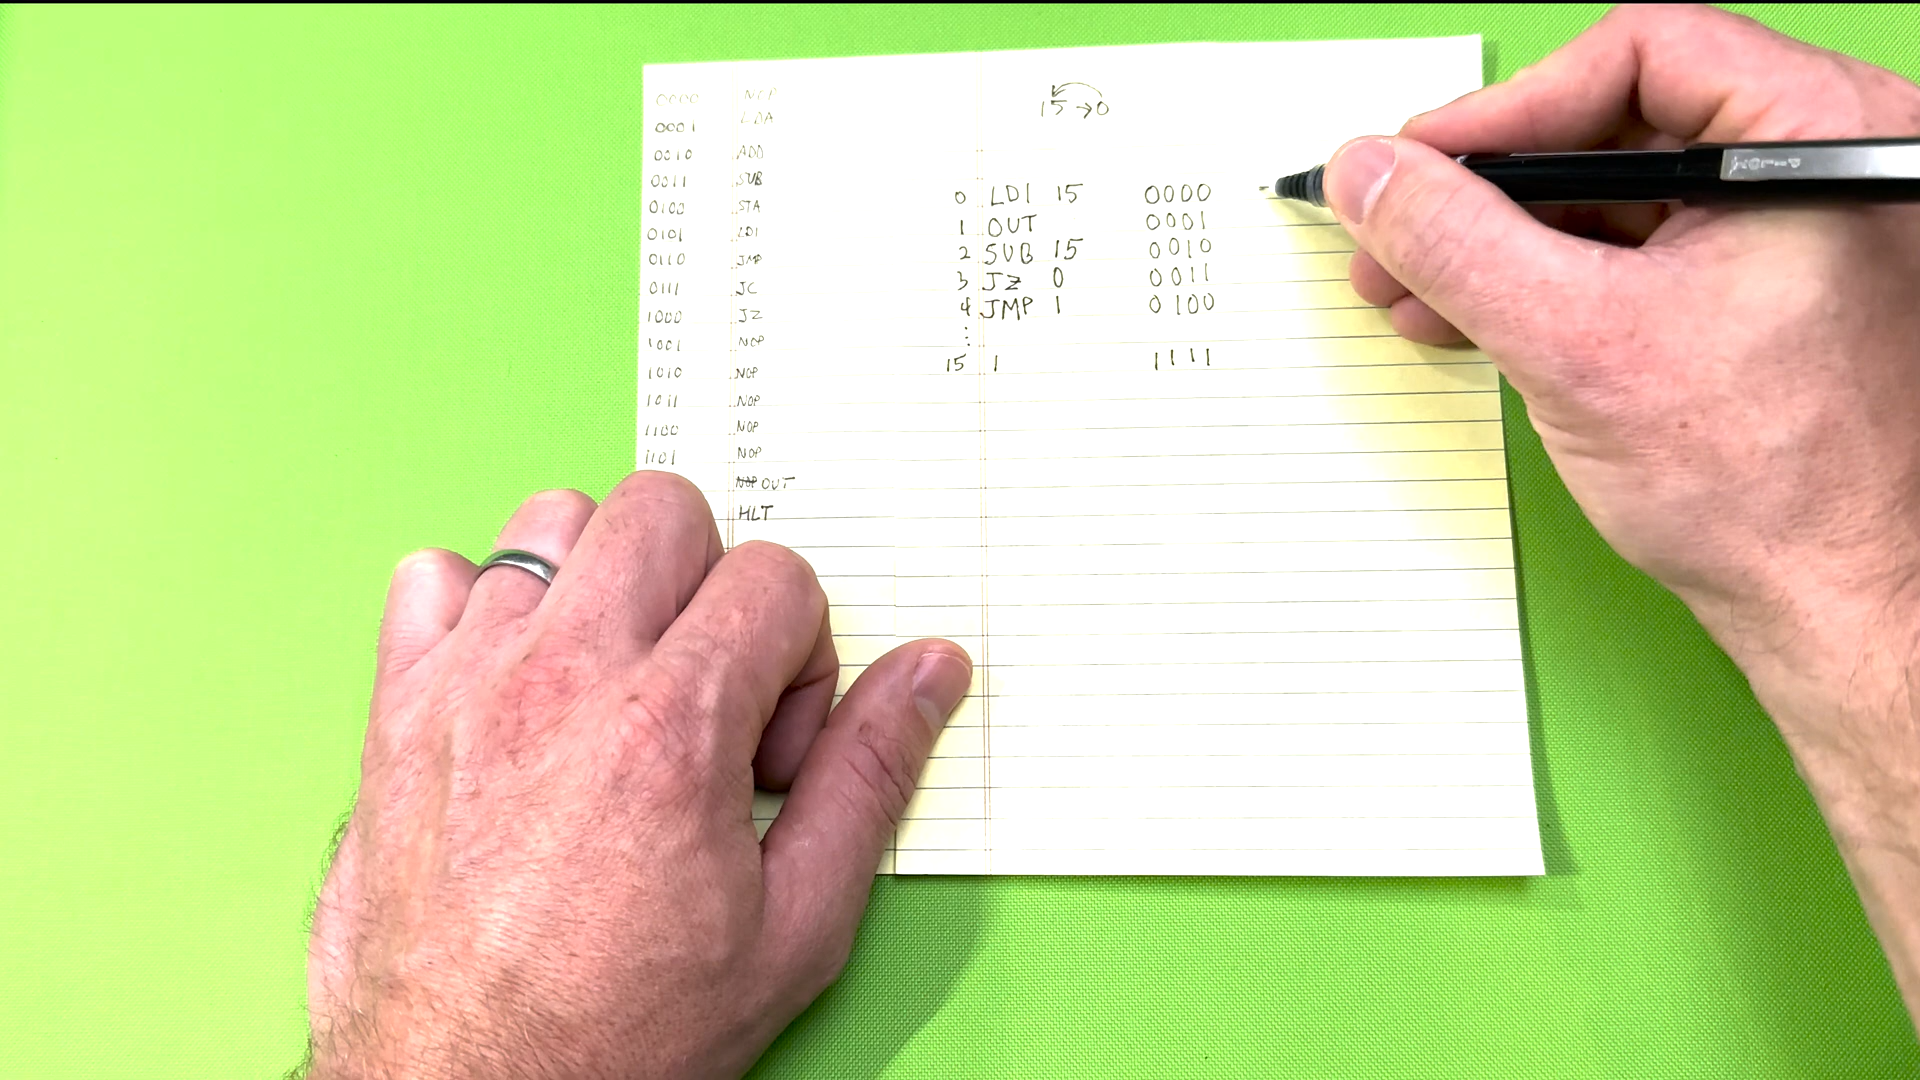 0000 NOP
0001 LDA
0010 ADD
0011 SUB
0100 STA
0101 LDI
0110 JMP
0111 JC
1000 JZ
1001 NOP
1010 NOP
1011 NOP
1100 NOP
1101 NOP
NOP OUT
HLT
15 → 0
0 LDI 15 0000
1 OUT 0001
2 SUB 15 0010
3 JZ 0 0011
4 JMP 1 0100
:
15 1 1111
PILOT